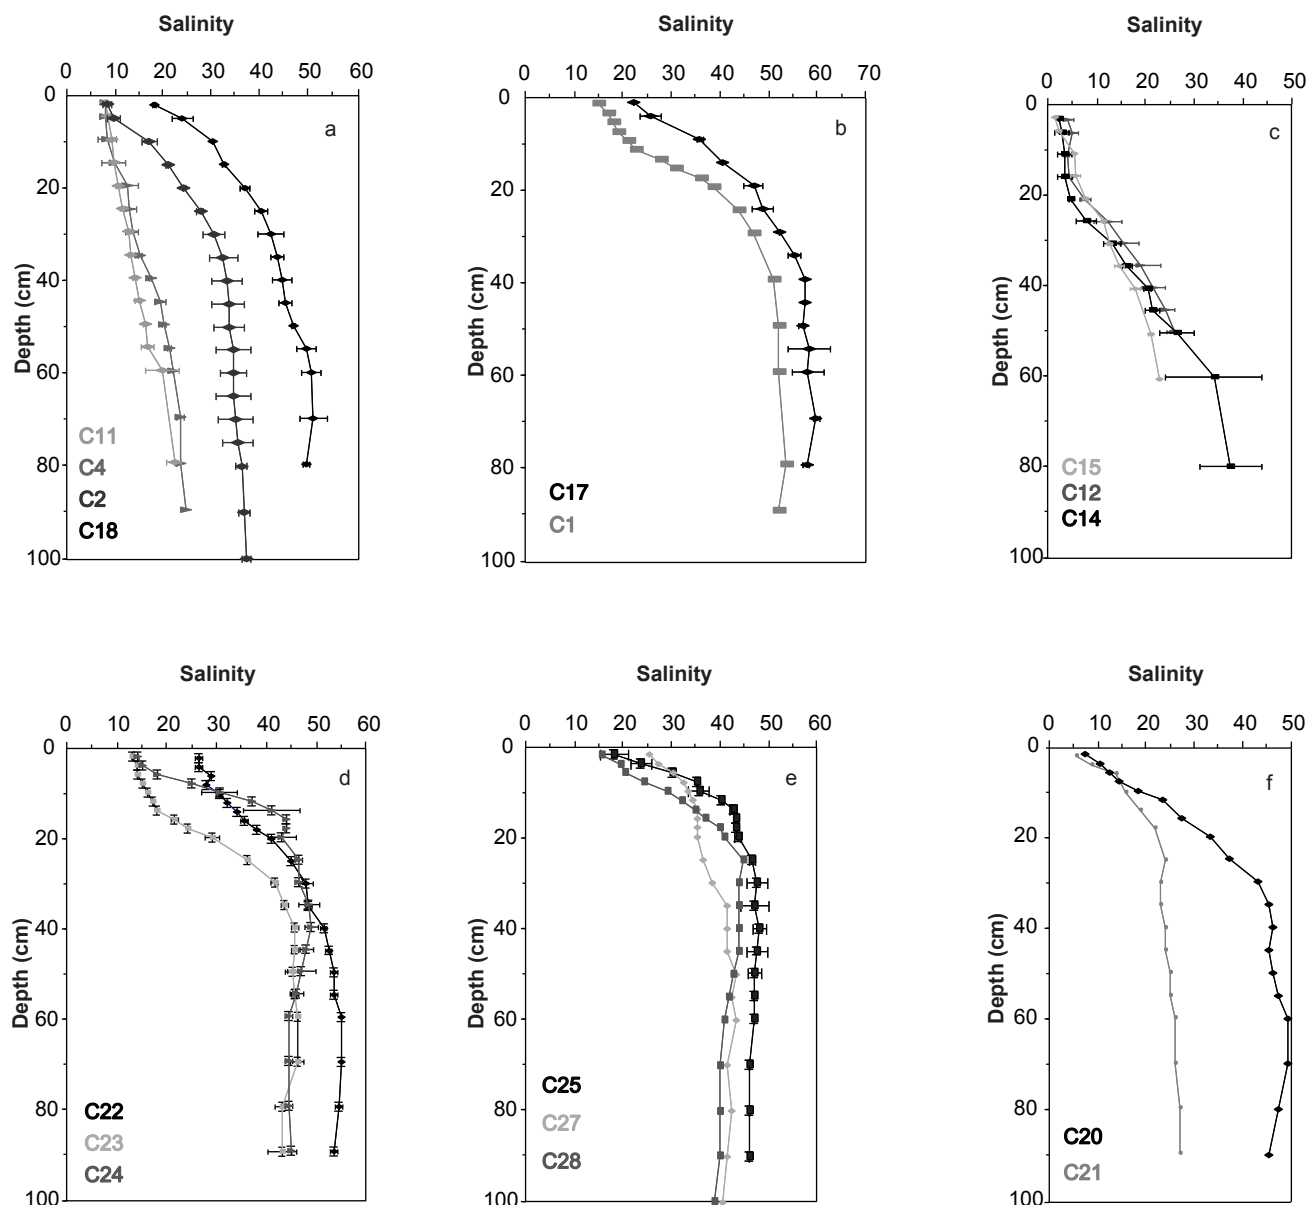 Salinity
0 10 20 30 40 50 60
0
20
40
60
80
100
Depth (cm)
a
C11
C4
C2
C18
Salinity
0 10 20 30 40 50 60 70
0
20
40
60
80
100
Depth (cm)
b
C17
C1
Salinity
0 10 20 30 40 50
0
20
40
60
80
100
Depth (cm)
c
C15
C12
C14
Salinity
0 10 20 30 40 50 60
0
20
40
60
80
100
Depth (cm)
d
C22
C23
C24
Salinity
0 10 20 30 40 50 60
0
20
40
60
80
100
Depth (cm)
e
C25
C27
C28
Salinity
0 10 20 30 40 50
0
20
40
60
80
100
Depth (cm)
f
C20
C21